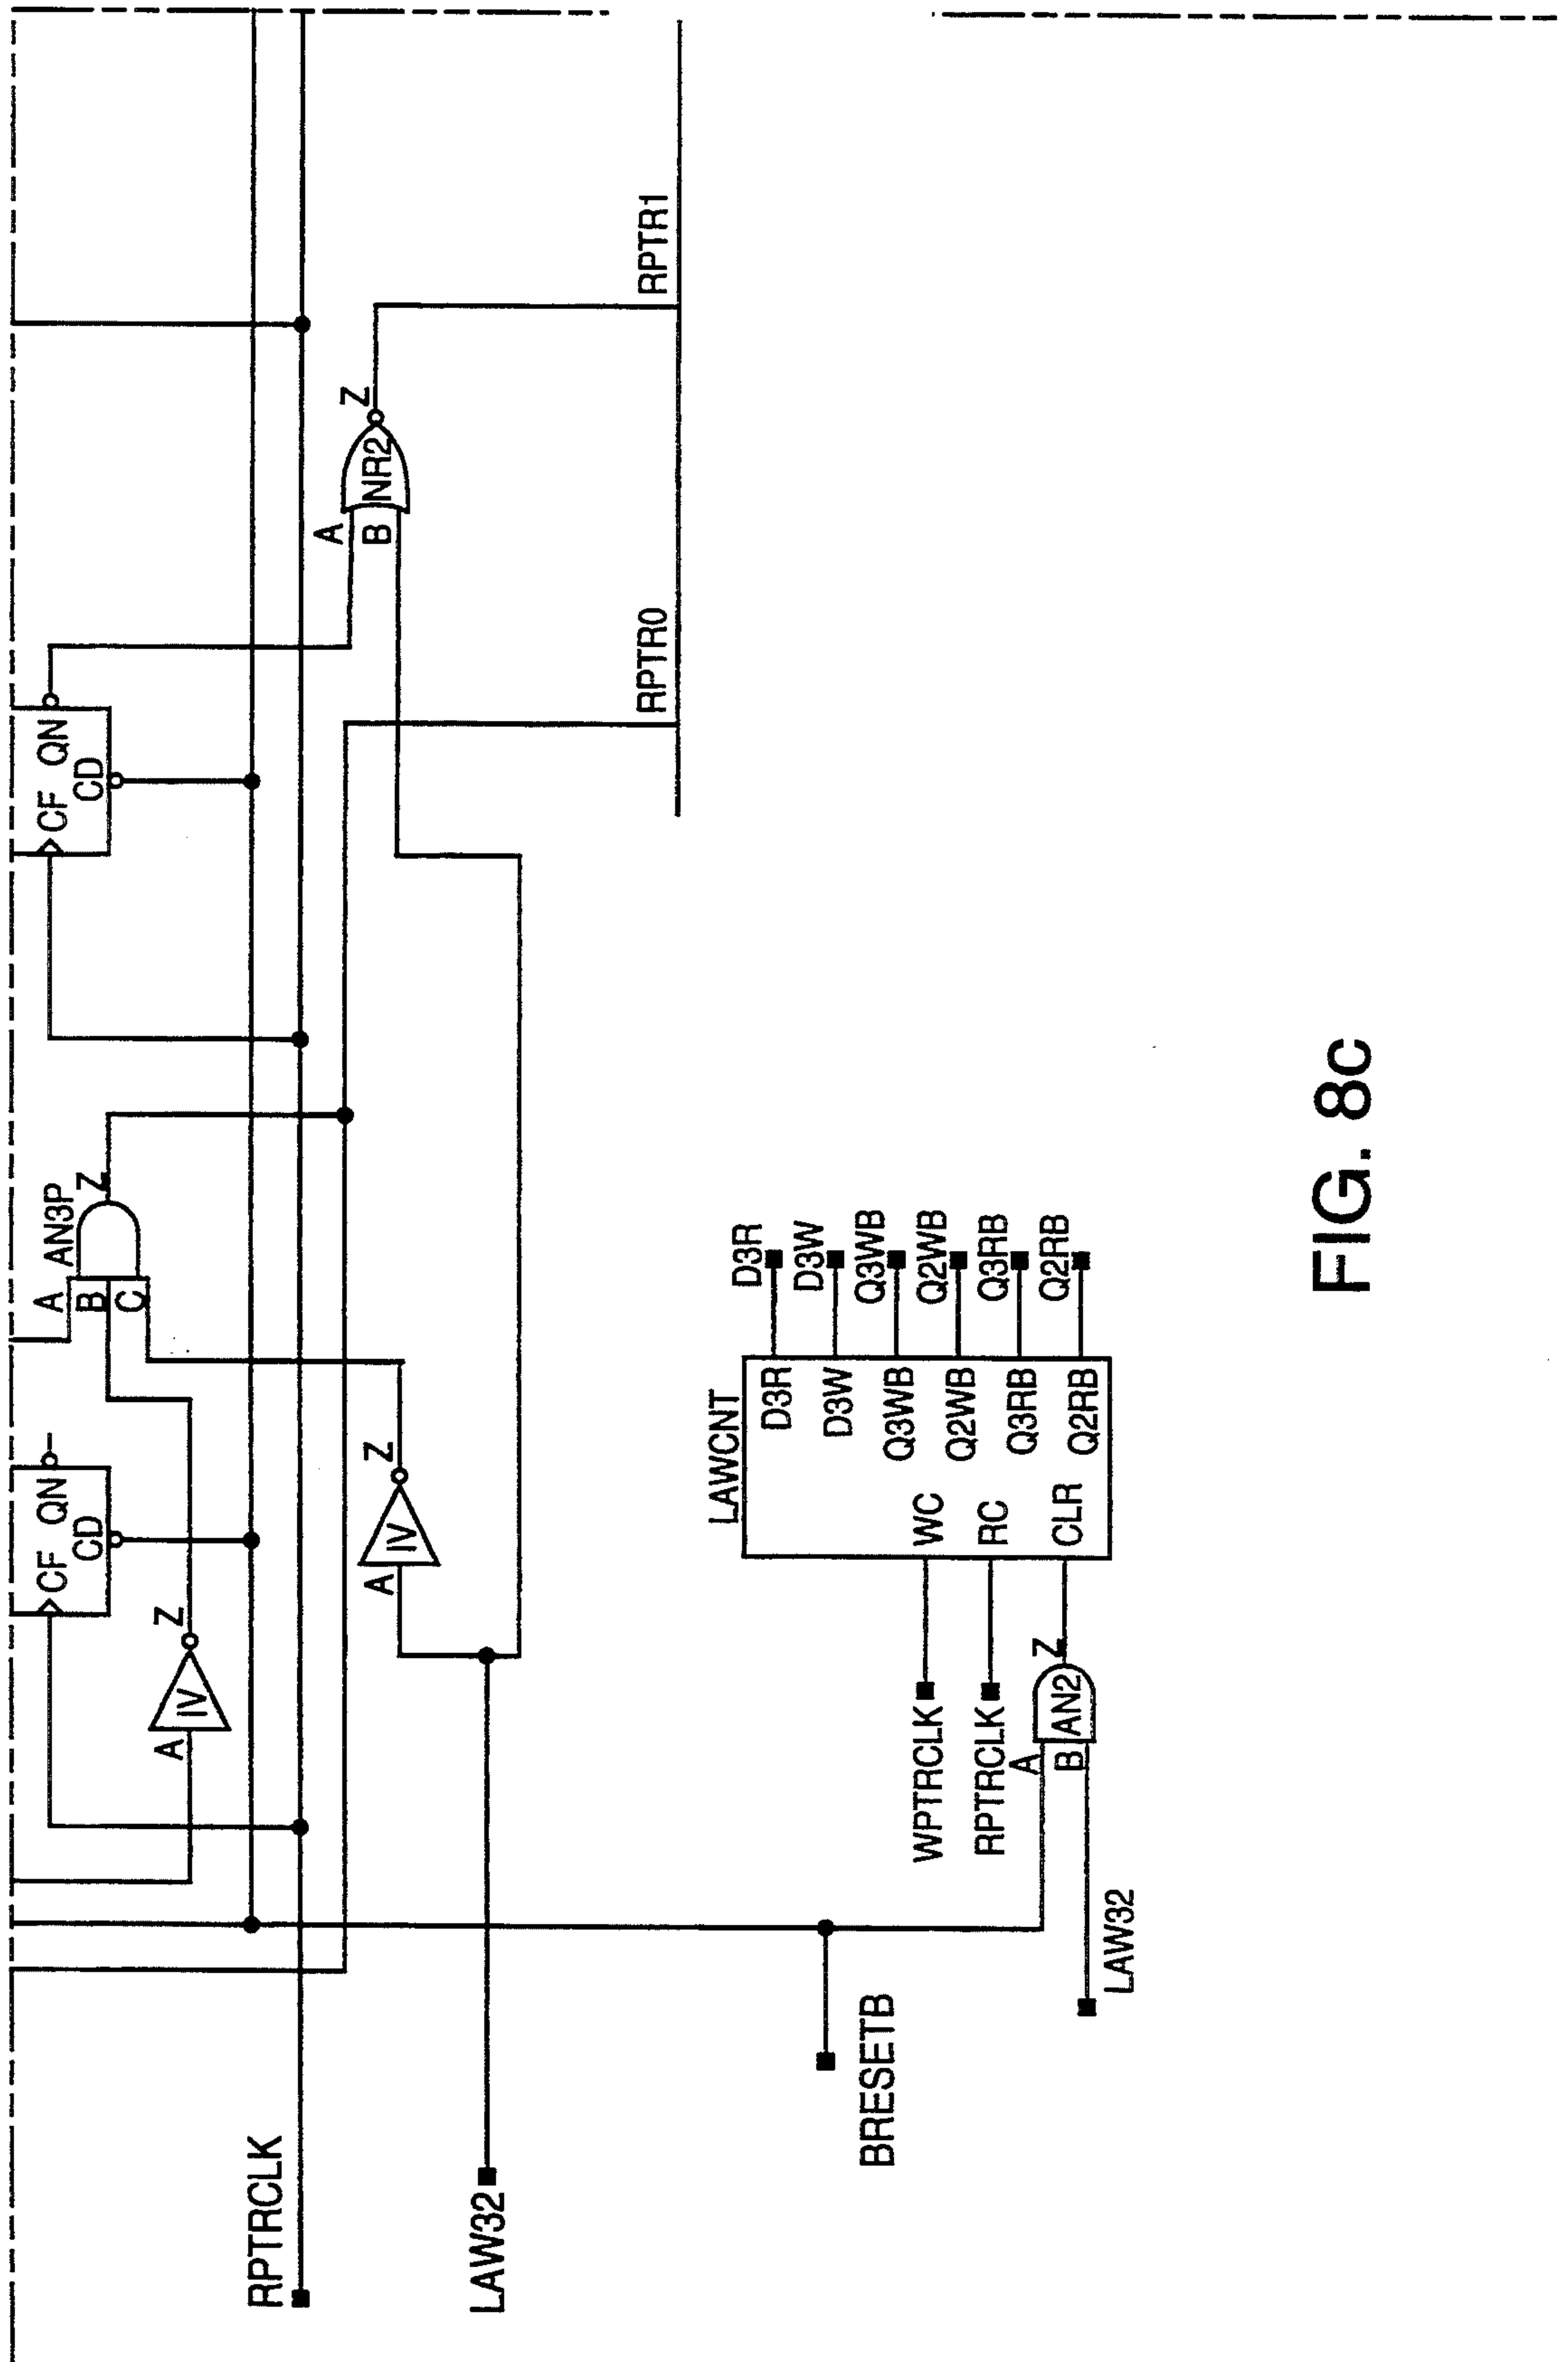 CF QN
CD
A
IV
Z
A
B
C
AN3P
Z
CF QN
CD
RPTRCLK
A
IV
Z
A
B
NR2
Z
LAW32
RPTR0
RPTR1
BRESETB
LAWCNT
D3R
D3R
D3W
D3W
WPTRCLK
WC
Q3WB
Q3WB
Q2WB
Q2WB
RPTRCLK
RC
Q3RB
Q3RB
A
B
AN2
Z
CLR
Q2RB
Q2RB
LAW32
FIG. 8c